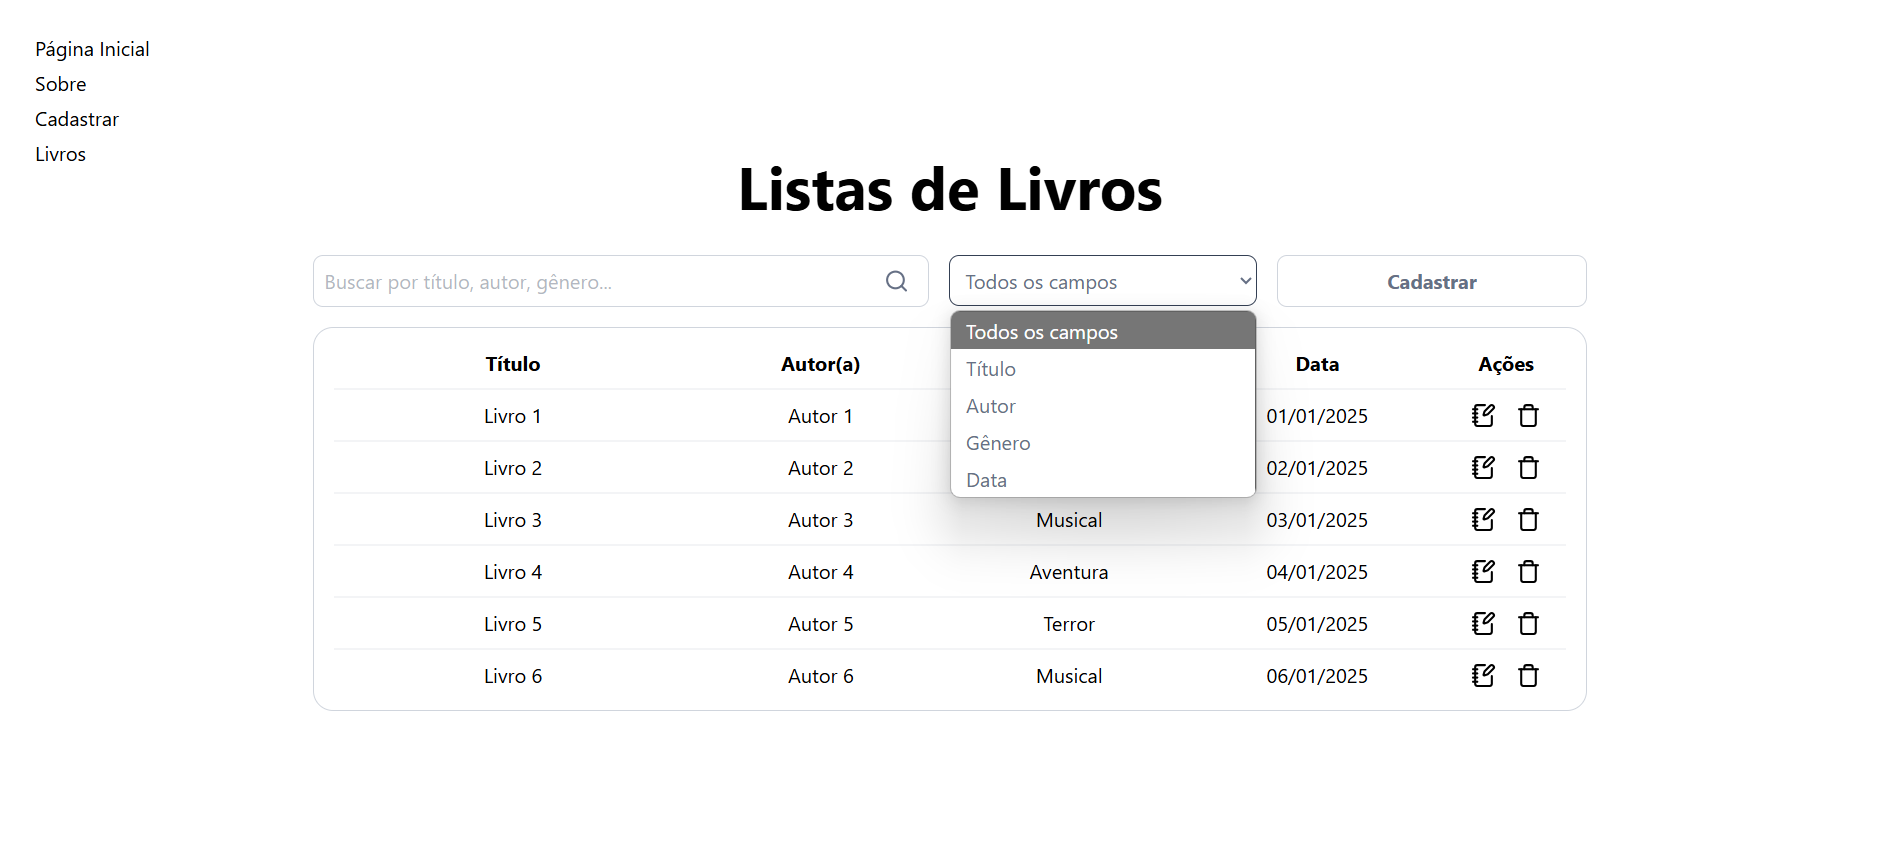 Página Inicial
Sobre
Cadastrar
Livros
Listas de Livros
Buscar por título, autor, gênero...
Todos os campos
Cadastrar
Todos os campos
Título
Autor
Gênero
Data
Título Autor(a) Data Ações
Livro 1 Autor 1 01/01/2025
Livro 2 Autor 2 02/01/2025
Livro 3 Autor 3 Musical 03/01/2025
Livro 4 Autor 4 Aventura 04/01/2025
Livro 5 Autor 5 Terror 05/01/2025
Livro 6 Autor 6 Musical 06/01/2025